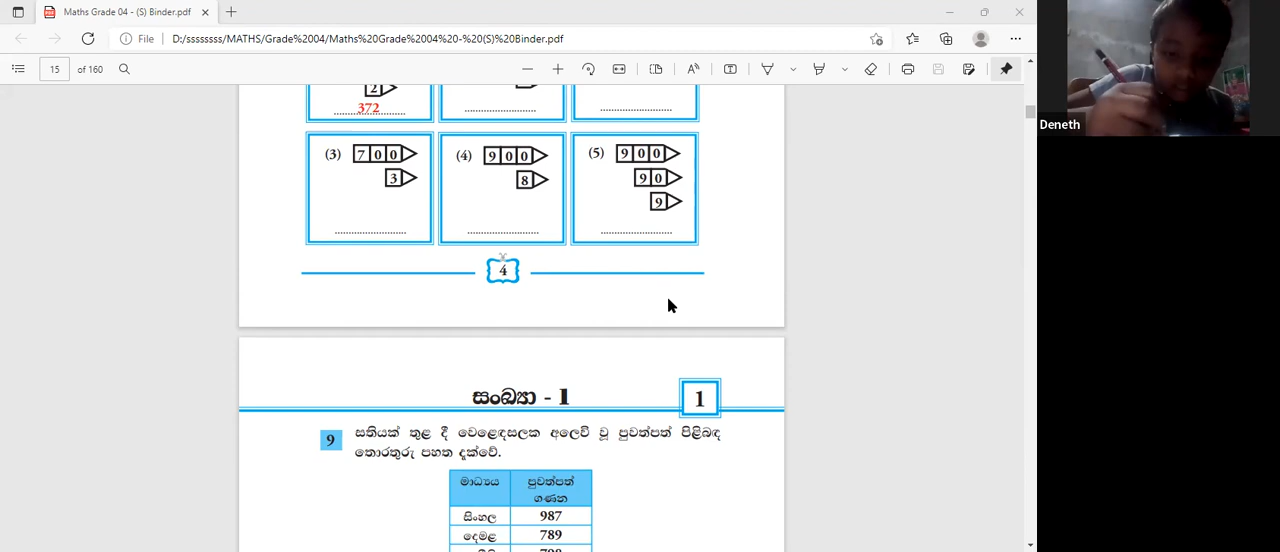 Maths Grade 04 - (S) Binder.pdf
File D:/ssssssss/MATHS/Grade%2004/Maths%20Grade%2004%20-%20(S)%20Binder.pdf
15 of 160
Deneth
2
372
(3) 700
3
(4) 900
8
(5) 900
90
9
4
සංඛ්‍යා - 1
1
9 සතියක් තුළ දී වෙළෙඳසලක අලෙවි වූ පුවත්පත් පිළිබඳ
තොරතුරු පහත දැක්වේ.
මාධ්‍යය පුවත්පත්
ගණන
සිංහල 987
දෙමළ 789